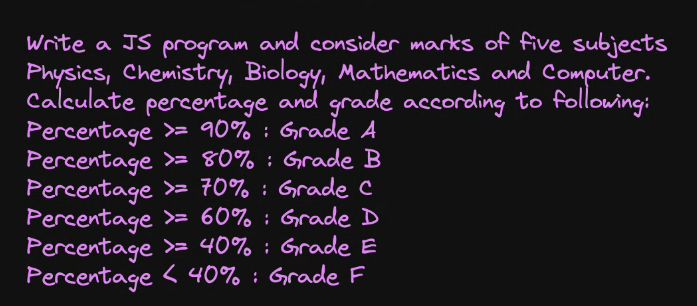 Write a JS program and consider marks of five subjects
Physics, Chemistry, Biology, Mathematics and Computer.
Calculate percentage and grade according to following:
Percentage >= 90% : Grade A
Percentage >= 80% : Grade B
Percentage >= 70% : Grade C
Percentage >= 60% : Grade D
Percentage >= 40% : Grade E
Percentage < 40% : Grade F